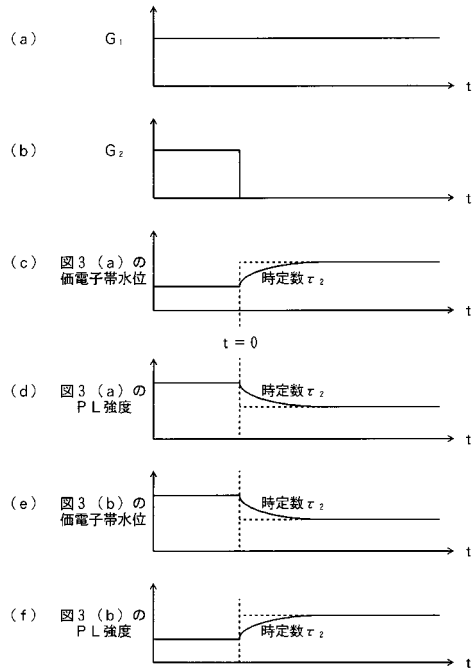 (a) G₁
t
(b) G₂
t
(c) 図3(a)の
価電子帯水位
時定数τ₂
t
t=0
(d) 図3(a)の
PL強度
時定数τ₂
t
(e) 図3(b)の
価電子帯水位
時定数τ₂
t
(f) 図3(b)の
PL強度
時定数τ₂
t